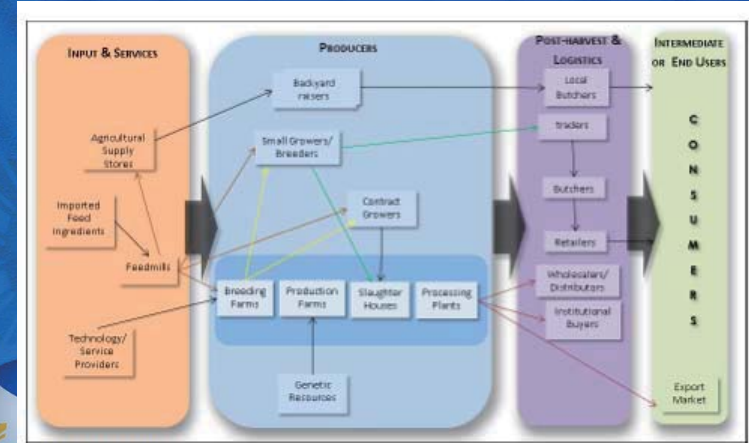 INPUT & SERVICES
Agricultural
Supply
Stores
Imported
Feed
Ingredients
Feedmills
Technology/
Service
Providers
PRODUCERS
Backyard
raisers
Small Growers/
Breeders
Contract
Growers
Breeding
Farms
Production
Farms
Slaughter
Houses
Processing
Plants
Genetic
Resources
POST-HARVEST &
LOGISTICS
Local
Butchers
traders
Butchers
Retailers
Wholesalers/
Distributors
Institutional
Buyers
INTERMEDIATE
OR END USERS
C
O
N
S
U
M
E
R
S
Export
Market